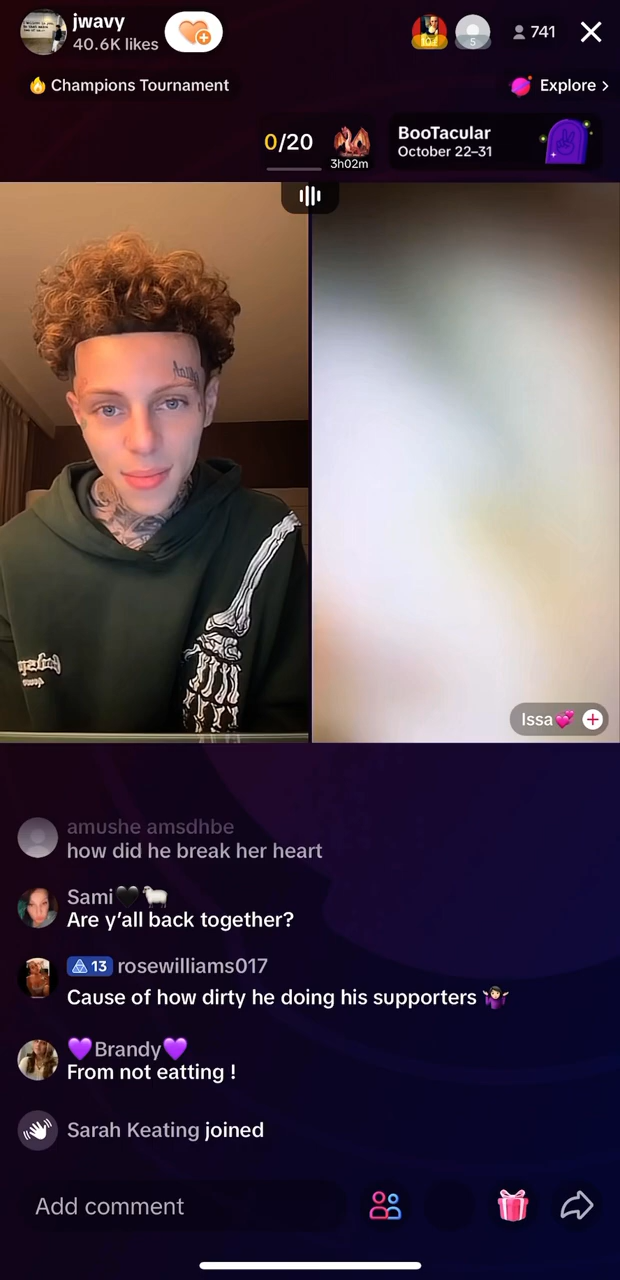 jwavy
40.6K likes
741
🔥 Champions Tournament
Explore >
0/20
3h02m
BooTacular
October 22–31
5
Issa💕
amushe amsdhbe
how did he break her heart
Sami🖤🐑
Are y’all back together?
13 rosewilliams017
Cause of how dirty he doing his supporters 🤷🏻‍♀️
💜Brandy💜
From not eatting !
Sarah Keating joined
Add comment